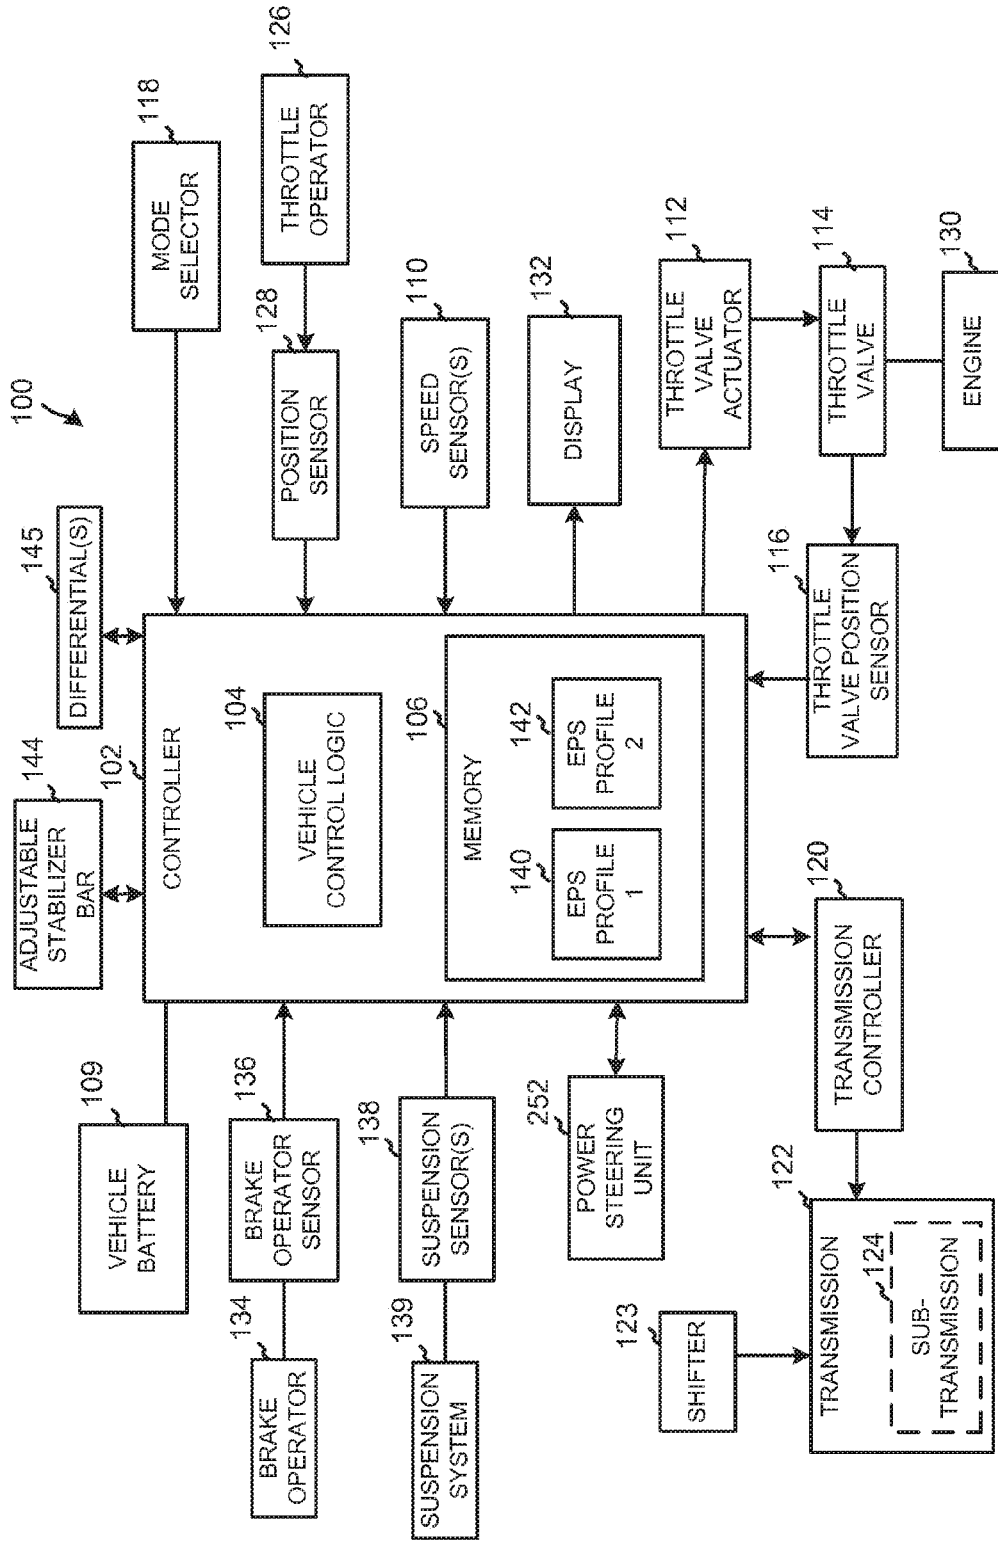 100
VEHICLE
BATTERY
109
ADJUSTABLE
STABILIZER
BAR
144
DIFFERENTIAL(S)
145
MODE
SELECTOR
118
BRAKE
OPERATOR
134
BRAKE
OPERATOR
SENSOR
136
CONTROLLER
102
VEHICLE
CONTROL LOGIC
104
POSITION
SENSOR
128
THROTTLE
OPERATOR
126
SUSPENSION
SYSTEM
139
SUSPENSION
SENSOR(S)
138
MEMORY
106
EPS
PROFILE
1
140
EPS
PROFILE
2
142
SPEED
SENSOR(S)
110
POWER
STEERING
UNIT
252
DISPLAY
132
SHIFTER
123
THROTTLE
VALVE
ACTUATOR
112
TRANSMISSION
122
SUB-
TRANSMISSION
124
TRANSMISSION
CONTROLLER
120
THROTTLE
VALVE POSITION
SENSOR
116
THROTTLE
VALVE
114
ENGINE
130